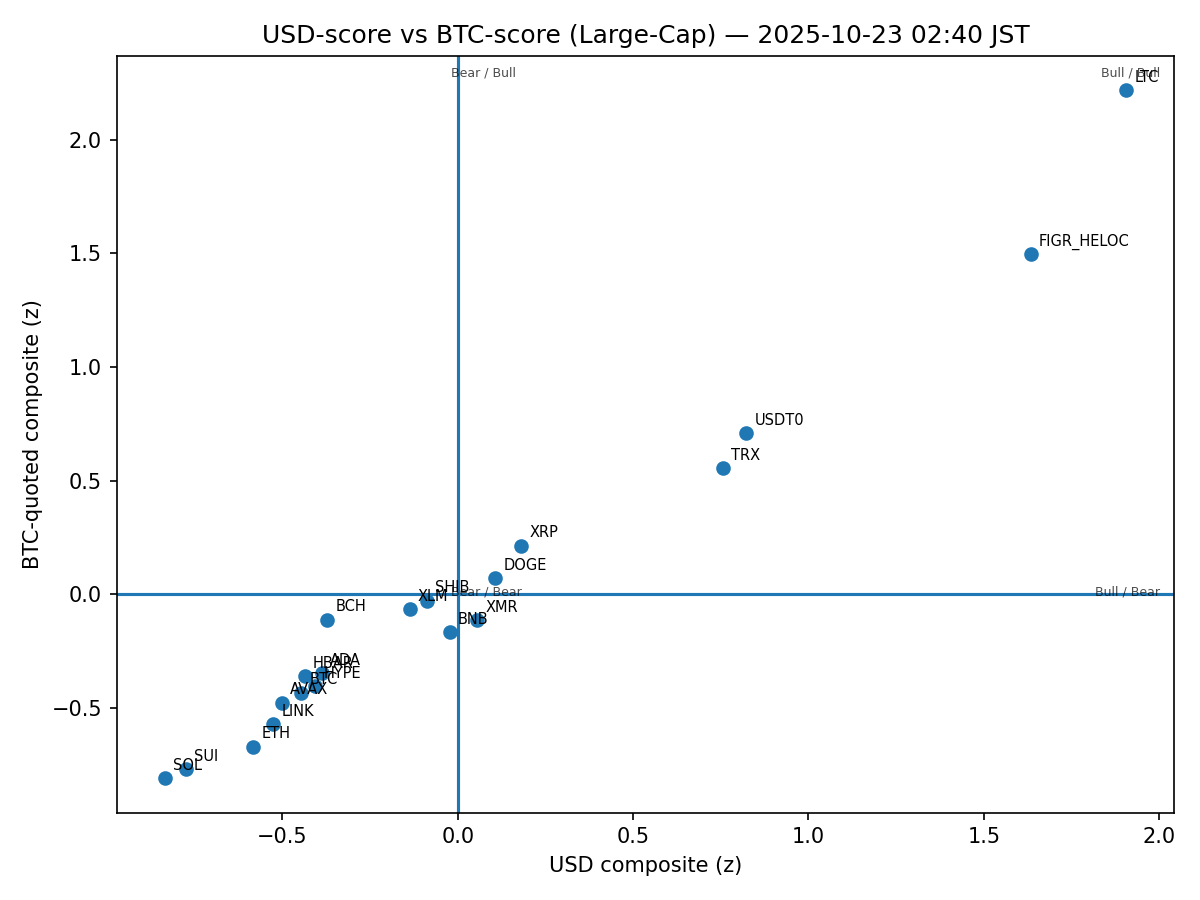 USD-score vs BTC-score (Large-Cap) — 2025-10-23 02:40 JST
Bear / Bull
Bull / Bull
LTC
FIGR_HELOC
USDT0
TRX
XRP
DOGE
SHIB
Bear / Bear
Bull / Bear
XLM
XMR
BCH
BNB
ADA
HBAR
HYPE
BTC
AVAX
LINK
ETH
SUI
SOL
2.0
1.5
1.0
0.5
0.0
−0.5
−0.5
0.0
0.5
1.0
1.5
2.0
USD composite (z)
BTC-quoted composite (z)